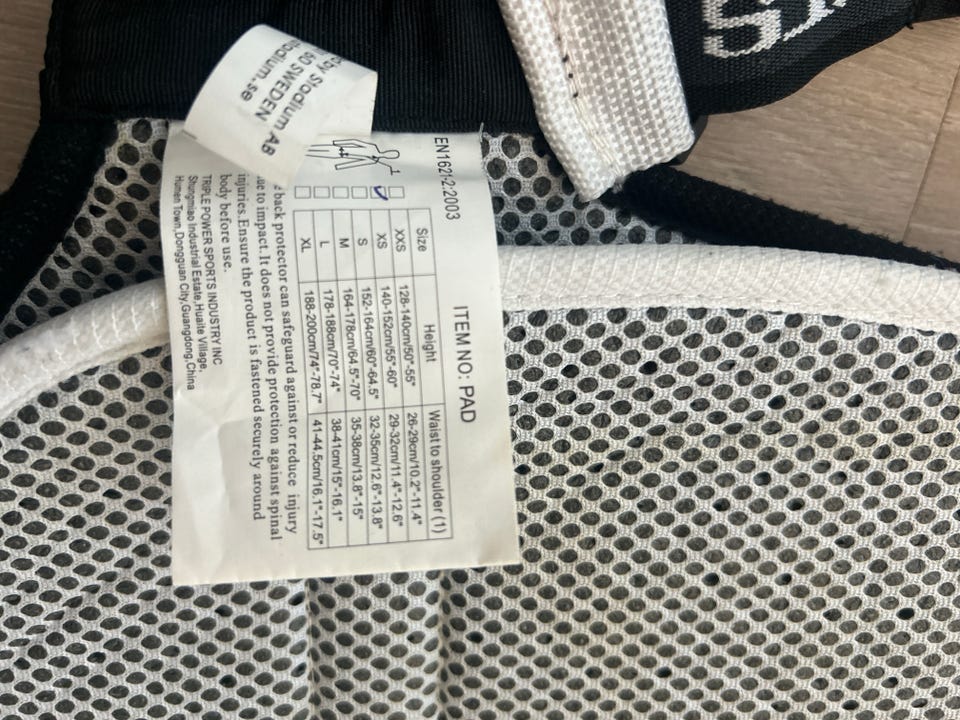 by Stadium AB
60 SWEDEN
tadium.se
EN1621-2:2003
1
ITEM NO: PAD
Size Height Waist to shoulder (1)
XXS 128-140cm/50"-55" 26-29cm/10.2"-11.4"
XS 140-152cm/55"-60" 29-32cm/11.4"-12.6"
S 152-164cm/60"-64.5" 32-35cm/12.6"-13.8"
M 164-178cm/64.5"-70" 35-38cm/13.8"-15"
L 178-188cm/70"-74" 38-41cm/15"-16.1"
XL 188-200cm/74"-78.7" 41-44.5cm/16.1"-17.5"
back protector can safeguard against or reduce injury
ue to impact. It does not provide protection against spinal
injuries. Ensure the product is fastened securely around
body before use.
TRIPLE POWER SPORTS INDUSTRY INC
Shungmiao Industrial Estate, Huaite Village,
Humen Town, Dongguan City, Guangdong, China